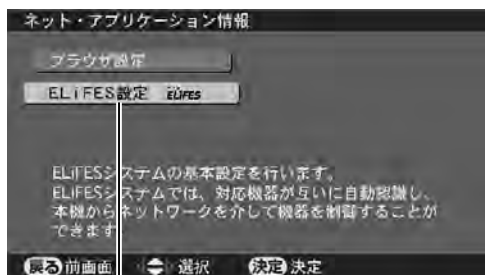 ネット・アプリケーション情報
ブラウザ設定
ELiFES設定 ELiFES
ELiFESシステムの基本設定を行います。
ELiFESシステムでは、対応機器が互いに自動認識し、
本機からネットワークを介して機器を制御することが
できます
戻る 前画面 選択 決定 決定